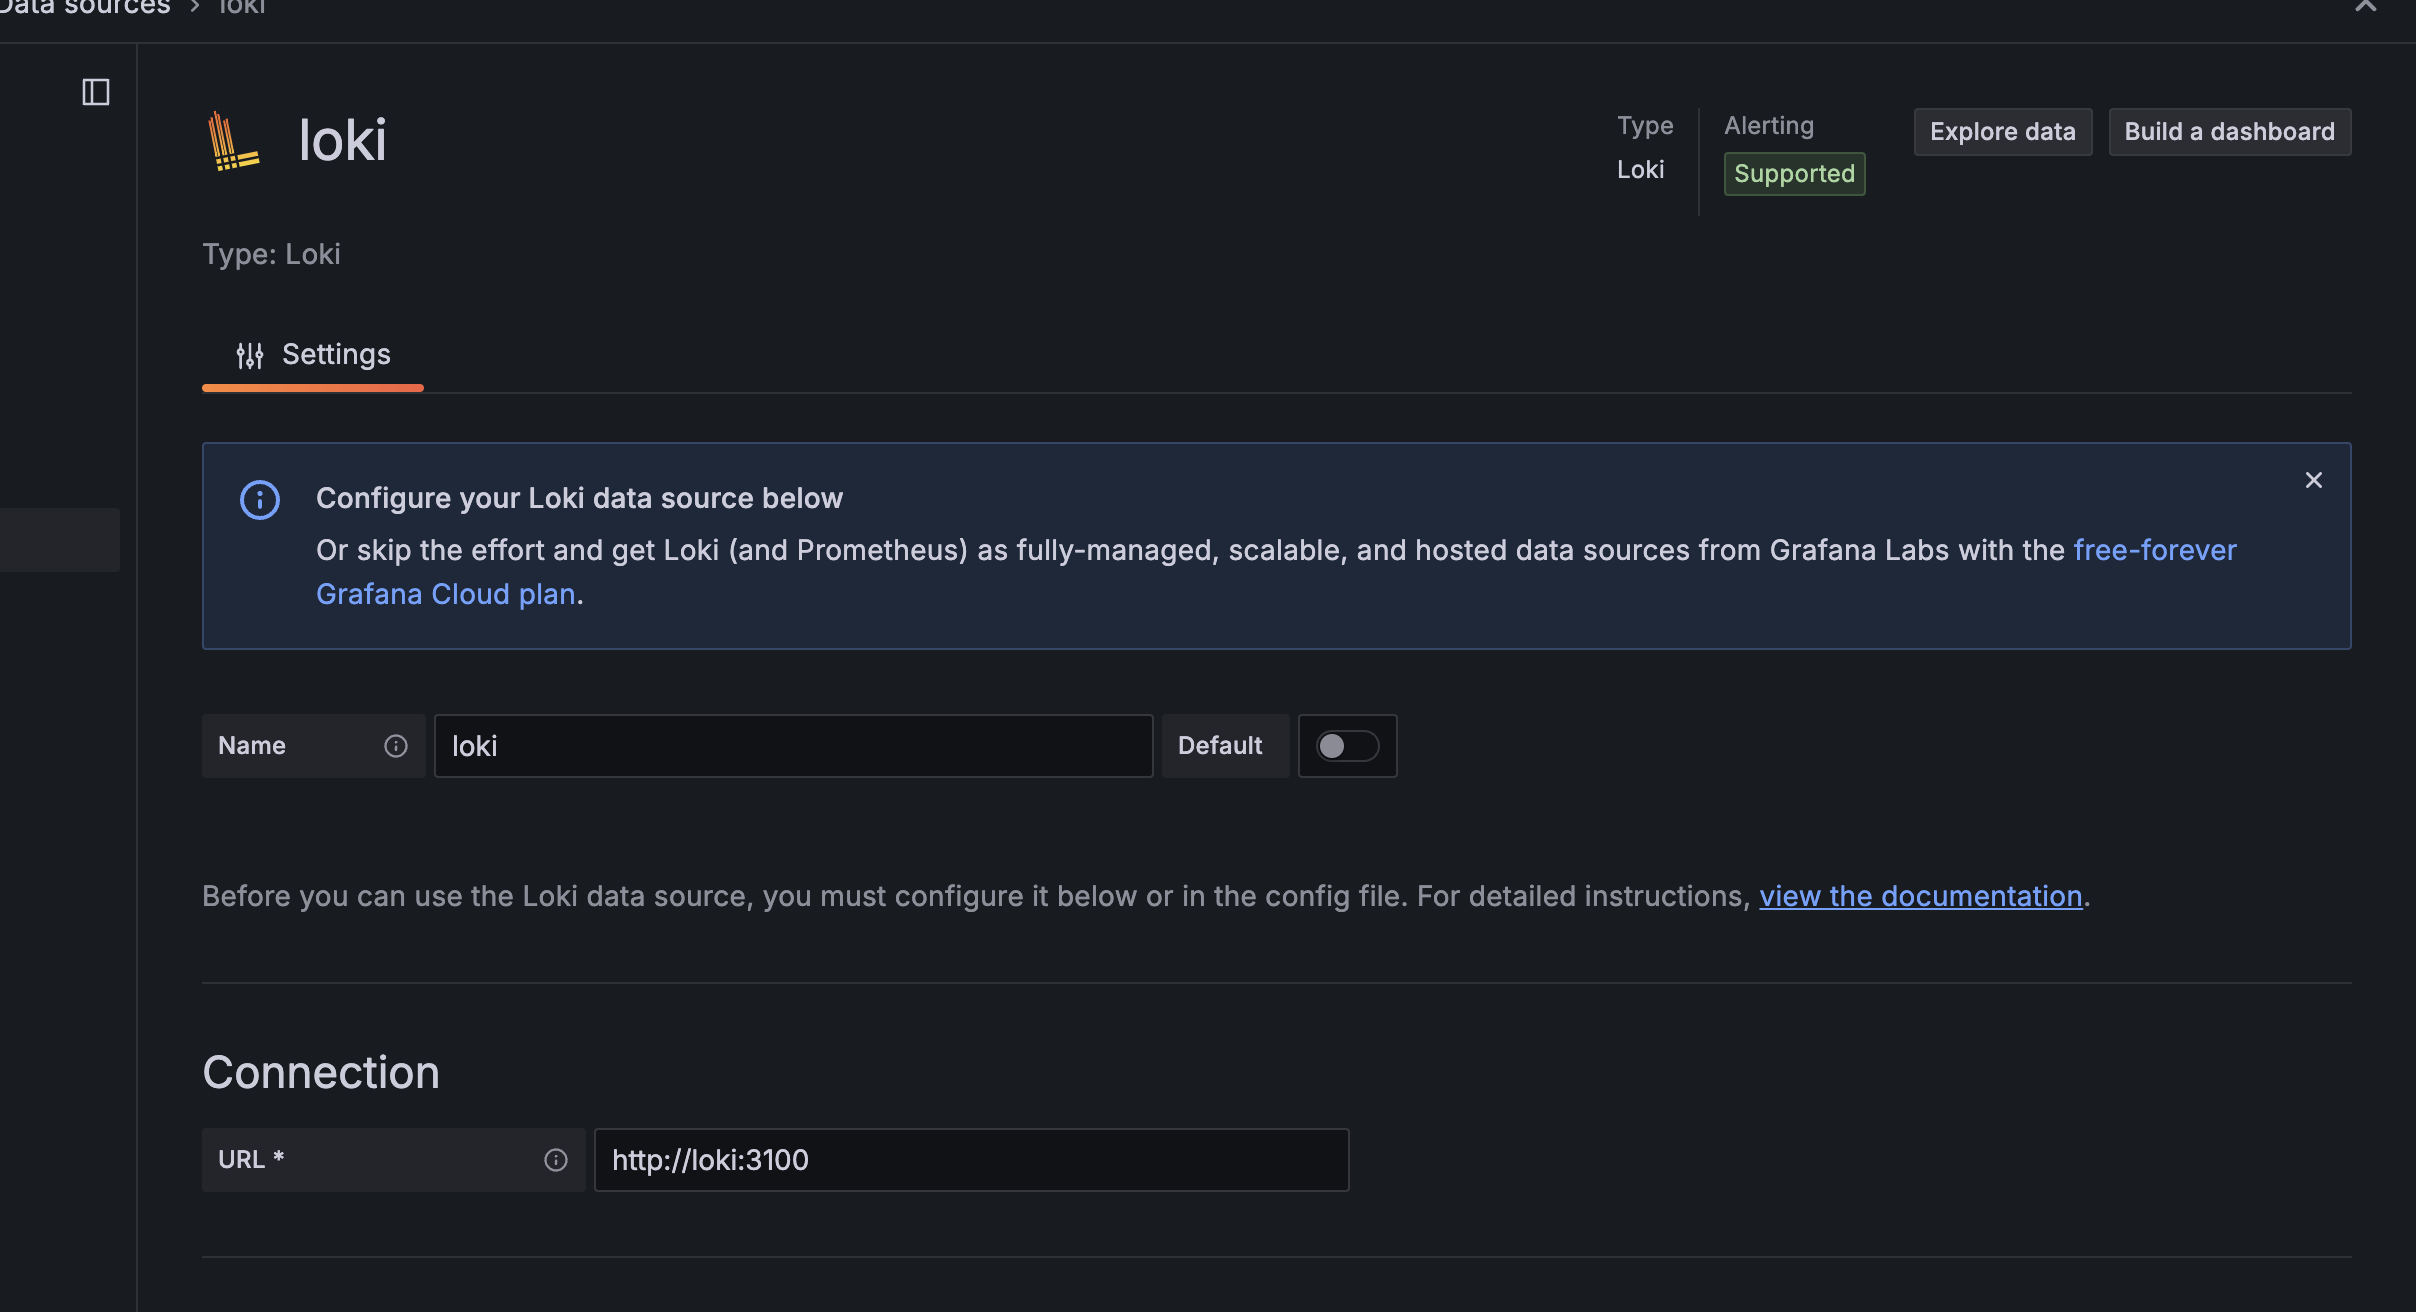 Data sources › loki
loki
Type
Loki
Alerting
Supported
Explore data
Build a dashboard
Type: Loki
Settings
Configure your Loki data source below
Or skip the effort and get Loki (and Prometheus) as fully-managed, scalable, and hosted data sources from Grafana Labs with the free-forever
Grafana Cloud plan.
Name
loki
Default
Before you can use the Loki data source, you must configure it below or in the config file. For detailed instructions, view the documentation.
Connection
URL *
http://loki:3100